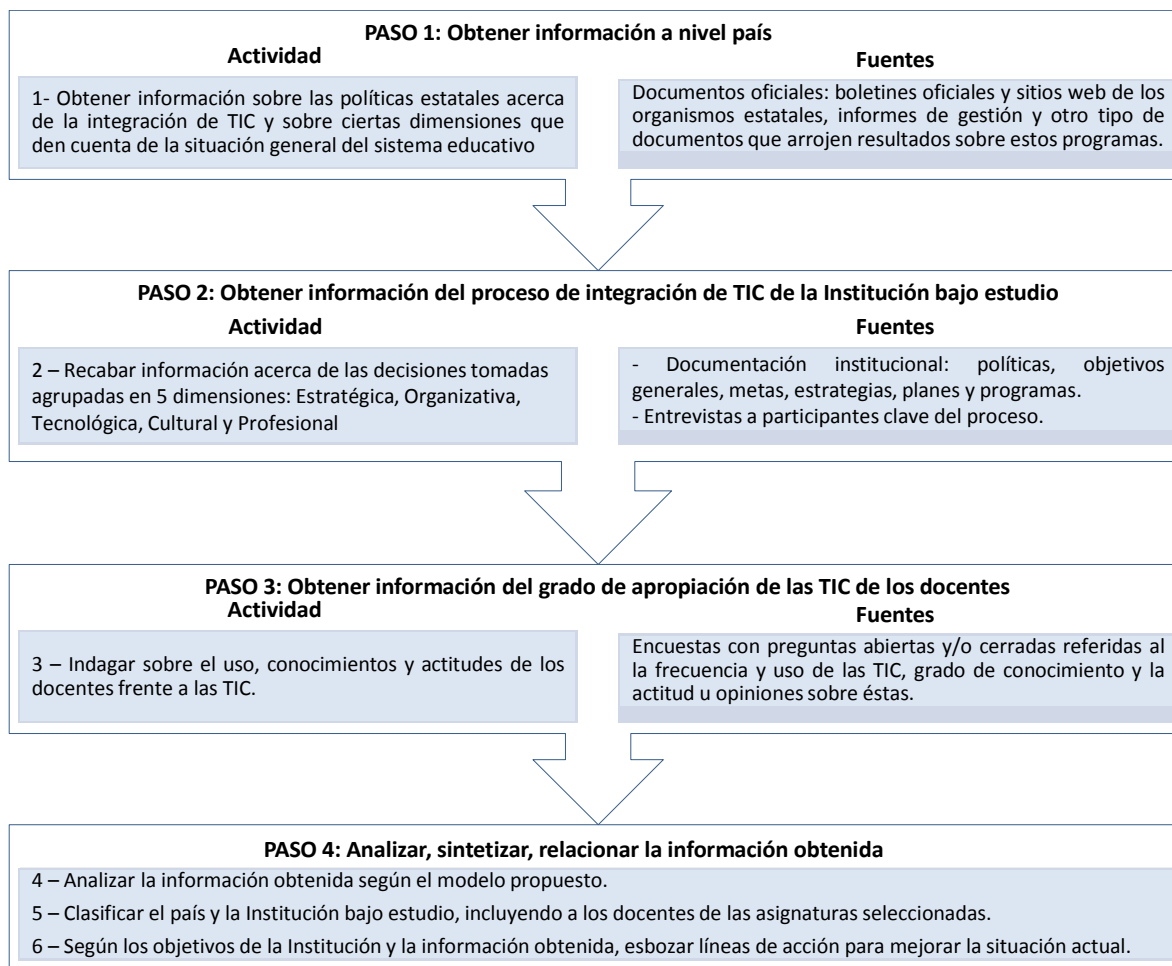 PASO 1: Obtener información a nivel país
Actividad
1- Obtener información sobre las políticas estatales acerca
de la integración de TIC y sobre ciertas dimensiones que
den cuenta de la situación general del sistema educativo
Fuentes
Documentos oficiales: boletines oficiales y sitios web de los
organismos estatales, informes de gestión y otro tipo de
documentos que arrojen resultados sobre estos programas.
PASO 2: Obtener información del proceso de integración de TIC de la Institución bajo estudio
Actividad
2 – Recabar información acerca de las decisiones tomadas
agrupadas en 5 dimensiones: Estratégica, Organizativa,
Tecnológica, Cultural y Profesional
Fuentes
- Documentación institucional: políticas, objetivos
generales, metas, estrategias, planes y programas.
- Entrevistas a participantes clave del proceso.
PASO 3: Obtener información del grado de apropiación de las TIC de los docentes
Actividad
3 – Indagar sobre el uso, conocimientos y actitudes de los
docentes frente a las TIC.
Fuentes
Encuestas con preguntas abiertas y/o cerradas referidas al
la frecuencia y uso de las TIC, grado de conocimiento y la
actitud u opiniones sobre éstas.
PASO 4: Analizar, sintetizar, relacionar la información obtenida
4 – Analizar la información obtenida según el modelo propuesto.
5 – Clasificar el país y la Institución bajo estudio, incluyendo a los docentes de las asignaturas seleccionadas.
6 – Según los objetivos de la Institución y la información obtenida, esbozar líneas de acción para mejorar la situación actual.